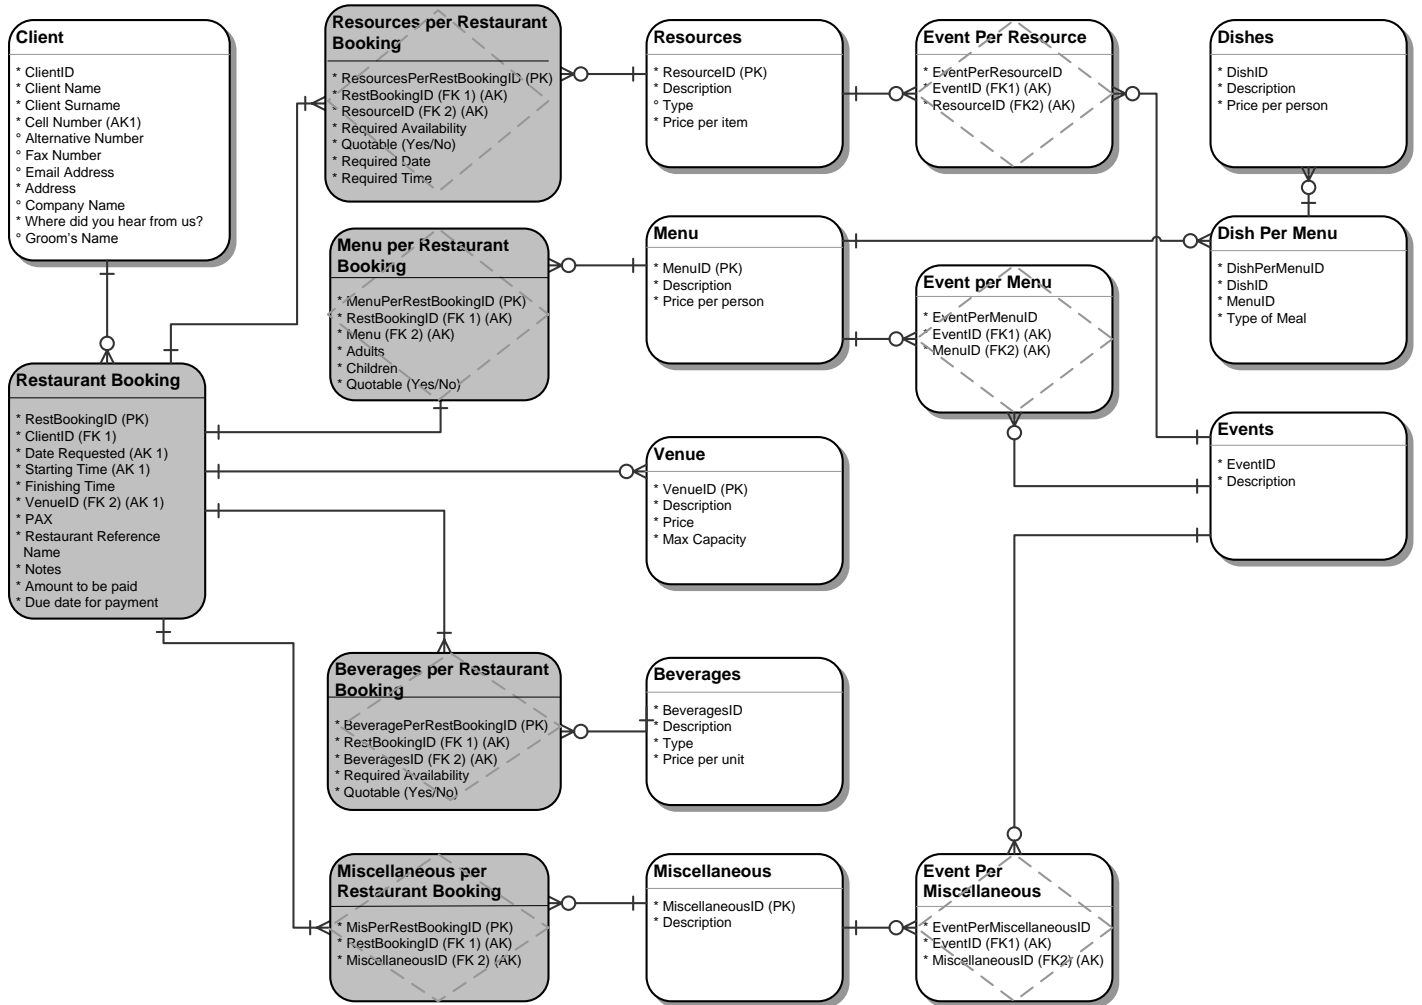 Client
* ClientID
* Client Name
* Client Surname
* Cell Number (AK1)
° Alternative Number
° Fax Number
° Email Address
* Address
° Company Name
* Where did you hear from us?
° Groom's Name
Resources per Restaurant
Booking
* ResourcesPerRestBookingID (PK)
* RestBookingID (FK 1) (AK)
* ResourceID (FK 2) (AK)
* Required Availability
* Quotable (Yes/No)
* Required Date
* Required Time
Resources
* ResourceID (PK)
* Description
° Type
* Price per item
Event Per Resource
* EventPerResourceID
* EventID (FK1) (AK)
* ResourceID (FK2) (AK)
Dishes
* DishID
* Description
* Price per person
Menu per Restaurant
Booking
* MenuPerRestBookingID (PK)
* RestBookingID (FK 1) (AK)
* Menu (FK 2) (AK)
* Adults
* Children
* Quotable (Yes/No)
Menu
* MenuID (PK)
* Description
* Price per person
Event per Menu
* EventPerMenuID
* EventID (FK1) (AK)
* MenuID (FK2) (AK)
Dish Per Menu
* DishPerMenuID
* DishID
* MenuID
* Type of Meal
Restaurant Booking
* RestBookingID (PK)
* ClientID (FK 1)
* Date Requested (AK 1)
* Starting Time (AK 1)
* Finishing Time
* VenueID (FK 2) (AK 1)
* PAX
* Restaurant Reference
Name
* Notes
* Amount to be paid
* Due date for payment
Venue
* VenueID (PK)
* Description
* Price
* Max Capacity
Events
* EventID
* Description
Beverages per Restaurant
Booking
* BeveragePerRestBookingID (PK)
* RestBookingID (FK 1) (AK)
* BeveragesID (FK 2) (AK)
* Required Availability
* Quotable (Yes/No)
Beverages
* BeveragesID
* Description
* Type
* Price per unit
Miscellaneous per
Restaurant Booking
* MisPerRestBookingID (PK)
* RestBookingID (FK 1) (AK)
* MiscellaneousID (FK 2) (AK)
Miscellaneous
* MiscellaneousID (PK)
* Description
Event Per
Miscellaneous
* EventPerMiscellaneousID
* EventID (FK1) (AK)
* MiscellaneousID (FK2) (AK)